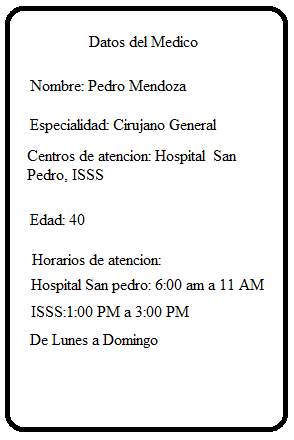 Datos del Medico
Nombre: Pedro Mendoza
Especialidad: Cirujano General
Centros de atencion: Hospital  San
Pedro, ISSS
Edad: 40
Horarios de atencion:
Hospital San pedro: 6:00 am a 11 AM
ISSS:1:00 PM a 3:00 PM
De Lunes a Domingo